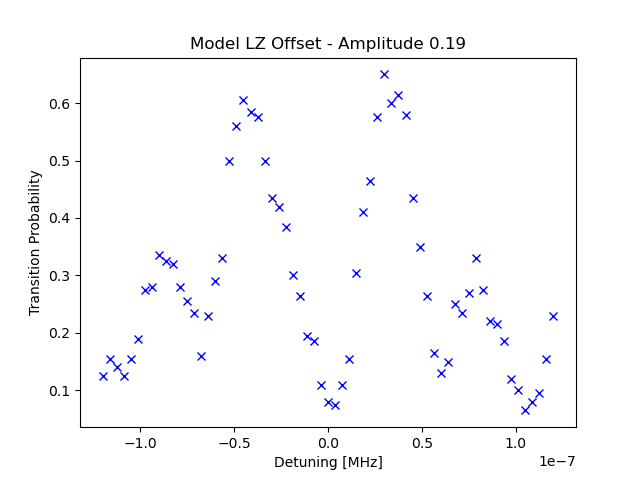 Model LZ Offset - Amplitude 0.19
Transition Probability
0.6
0.5
0.4
0.3
0.2
0.1
−1.0 −0.5 0.0 0.5 1.0
1e−7
Detuning [MHz]